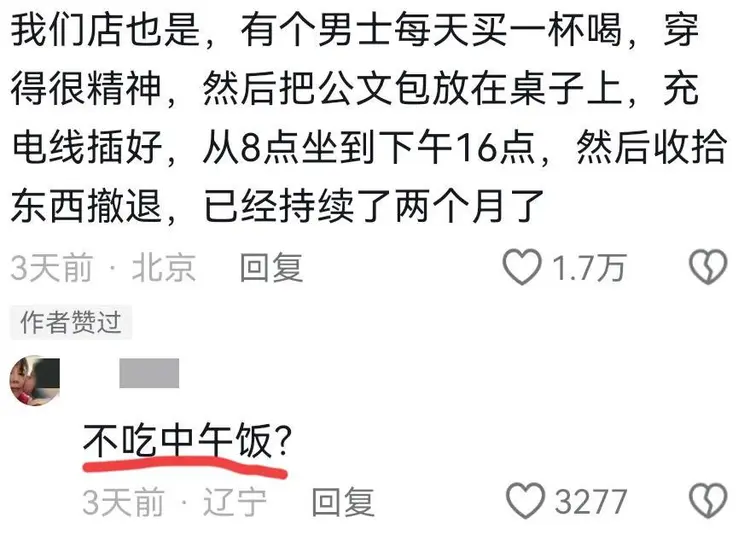 我们店也是，有个男士每天买一杯喝，穿
得很精神，然后把公文包放在桌子上，充
电线插好，从8点坐到下午16点，然后收拾
东西撤退，已经持续了两个月了
3天前 · 北京 回复 1.7万
作者赞过
不吃中午饭？
3天前 · 辽宁 回复 3277